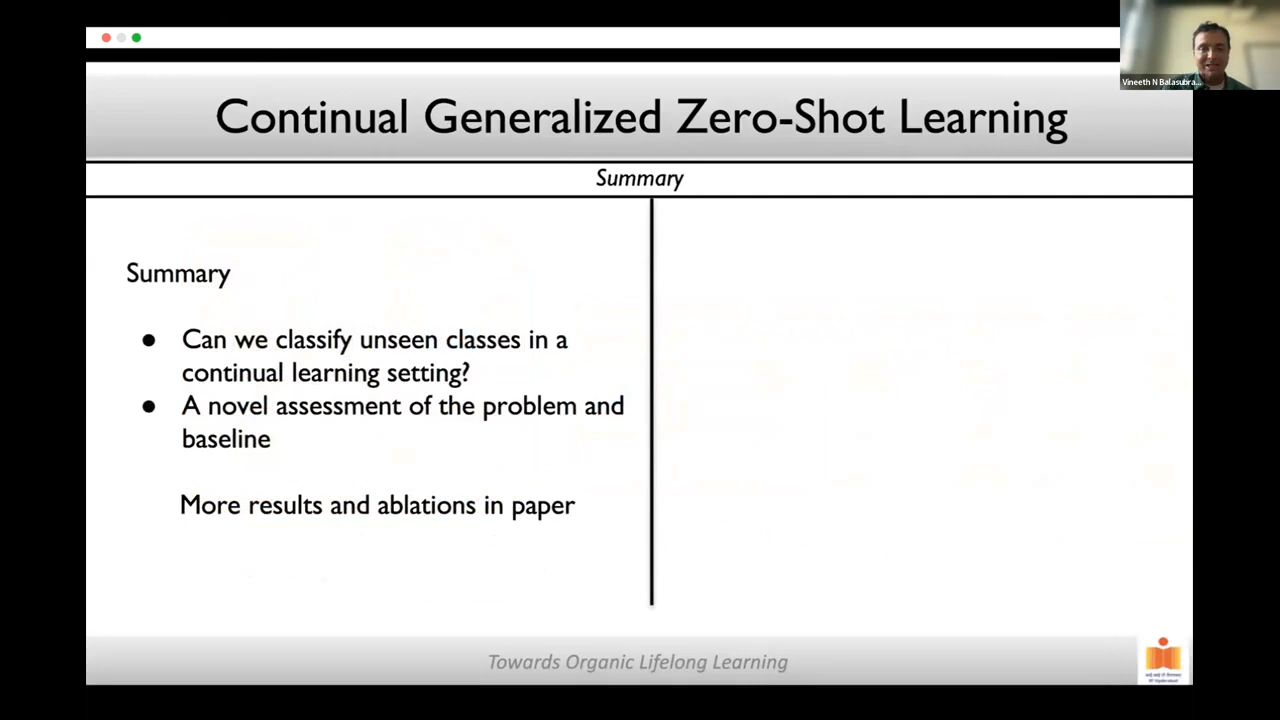 Vineeth N Balasubra...
Continual Generalized Zero-Shot Learning
Summary
Summary
● Can we classify unseen classes in a
continual learning setting?
● A novel assessment of the problem and
baseline
More results and ablations in paper
Towards Organic Lifelong Learning